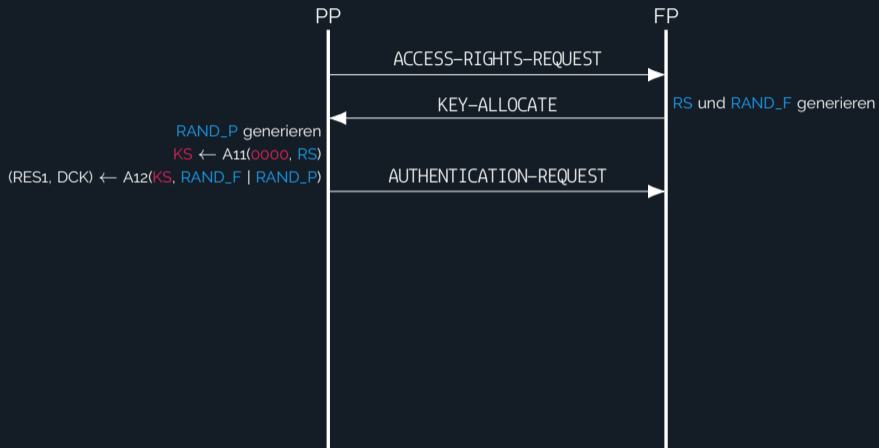 PP
FP
ACCESS-RIGHTS-REQUEST
KEY-ALLOCATE
RS und RAND_F generieren
RAND_P generieren
KS ← A11(0000, RS)
(RES1, DCK) ← A12(KS, RAND_F | RAND_P)
AUTHENTICATION-REQUEST